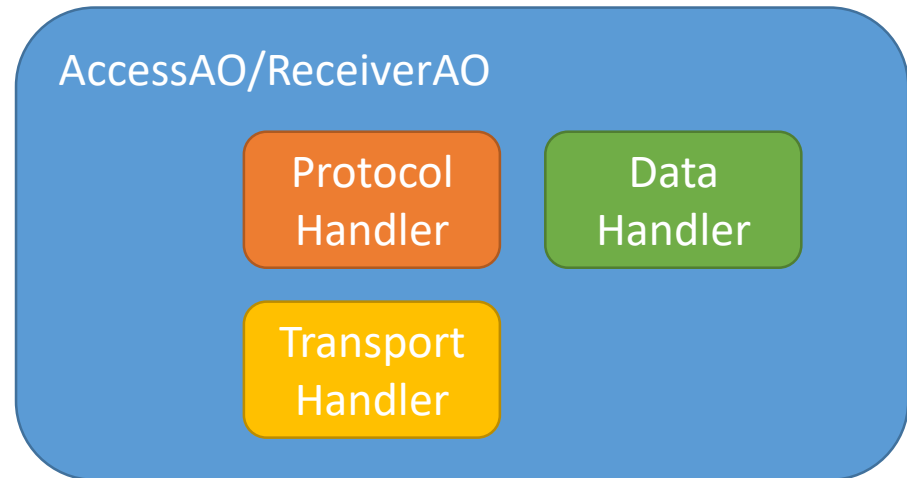 AccessAO/ReceiverAO
Protocol
Handler
Data
Handler
Transport
Handler